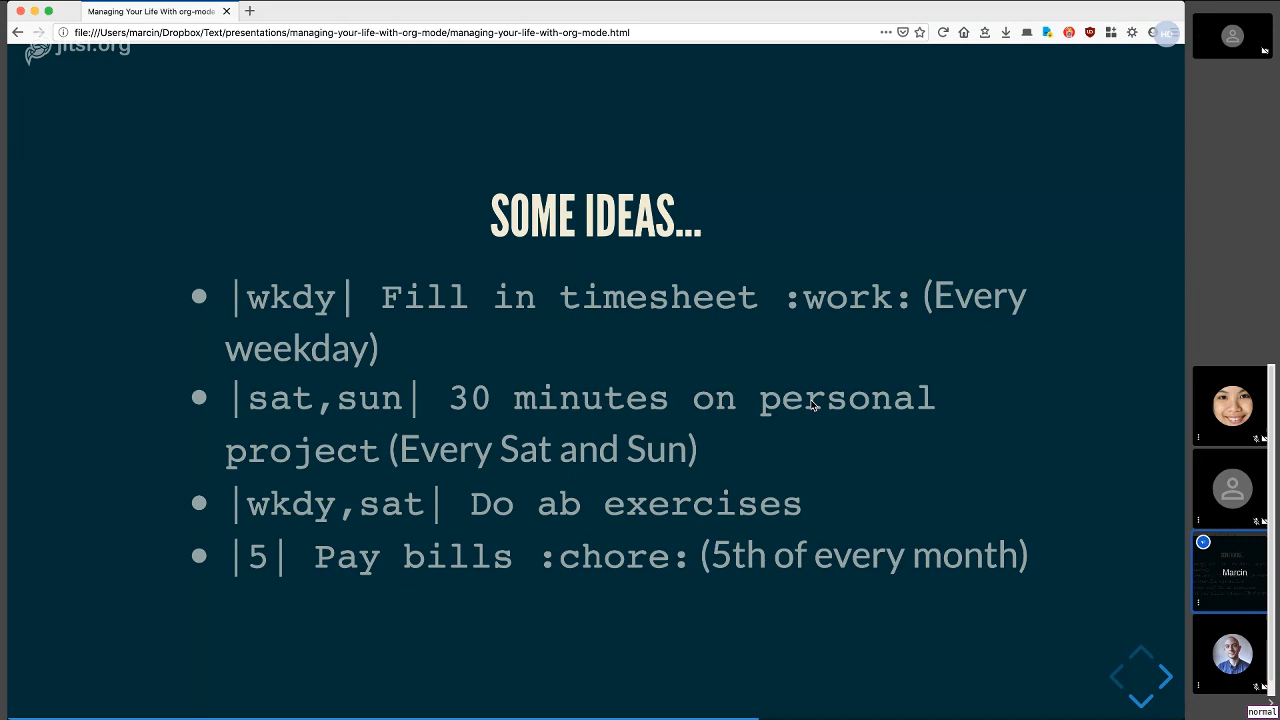 Managing Your Life With org-mode
file:///Users/marcin/Dropbox/Text/presentations/managing-your-life-with-org-mode/managing-your-life-with-org-mode.html
HC
jitsi.org
SOME IDEAS...
|wkdy| Fill in timesheet :work: (Every
weekday)
|sat,sun| 30 minutes on personal
project (Every Sat and Sun)
|wkdy,sat| Do ab exercises
|5| Pay bills :chore: (5th of every month)
Marcin
normal